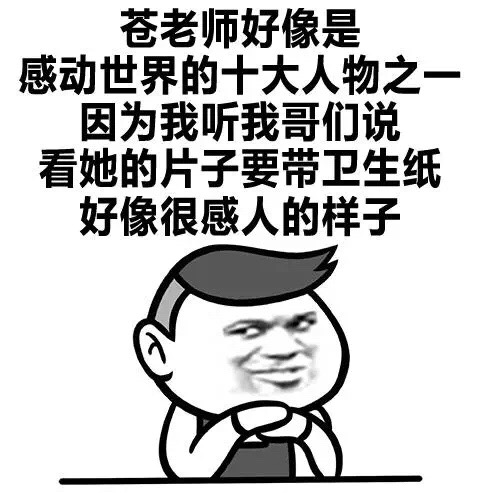 苍老师好像是
感动世界的十大人物之一
因为我听我哥们说
看她的片子要带卫生纸
好像很感人的样子